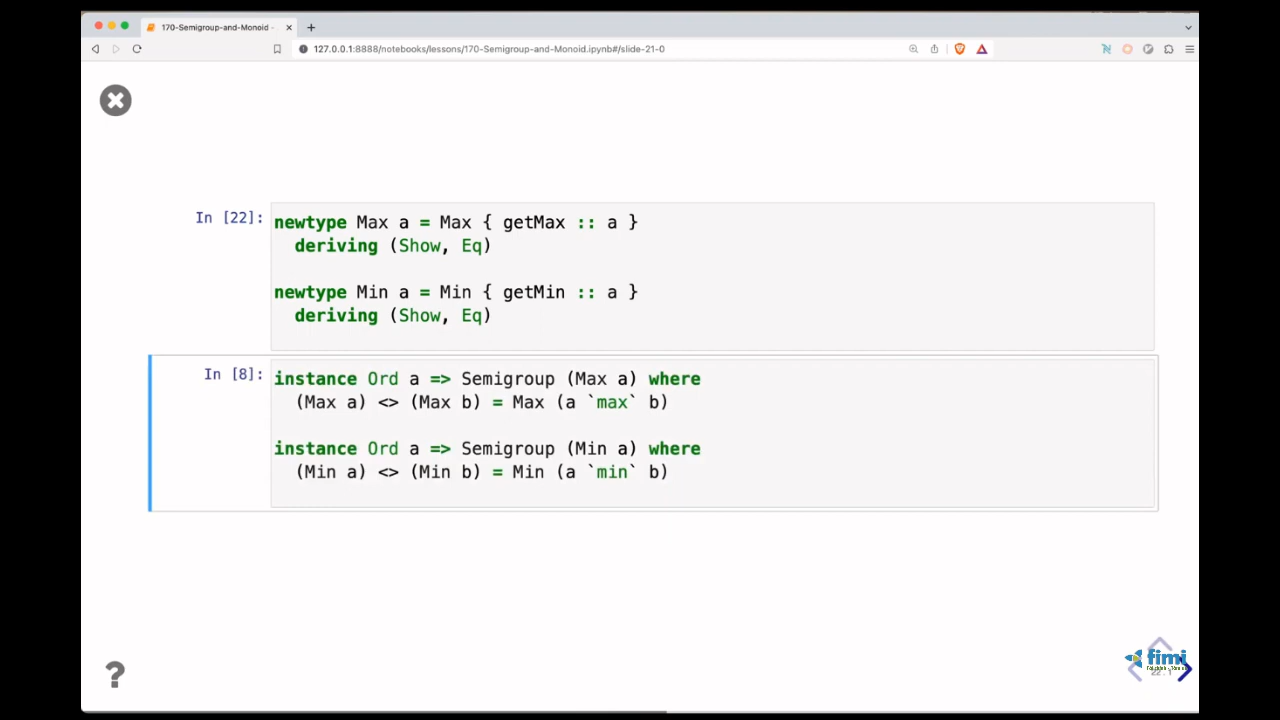 170-Semigroup-and-Monoid -
127.0.0.1:8888/notebooks/lessons/170-Semigroup-and-Monoid.ipynb#/slide-21-0
In [22]:
newtype Max a = Max { getMax :: a }
  deriving (Show, Eq)
newtype Min a = Min { getMin :: a }
  deriving (Show, Eq)
In [8]:
instance Ord a => Semigroup (Max a) where
  (Max a) <> (Max b) = Max (a `max` b)
instance Ord a => Semigroup (Min a) where
  (Min a) <> (Min b) = Min (a `min` b)
?
fimi